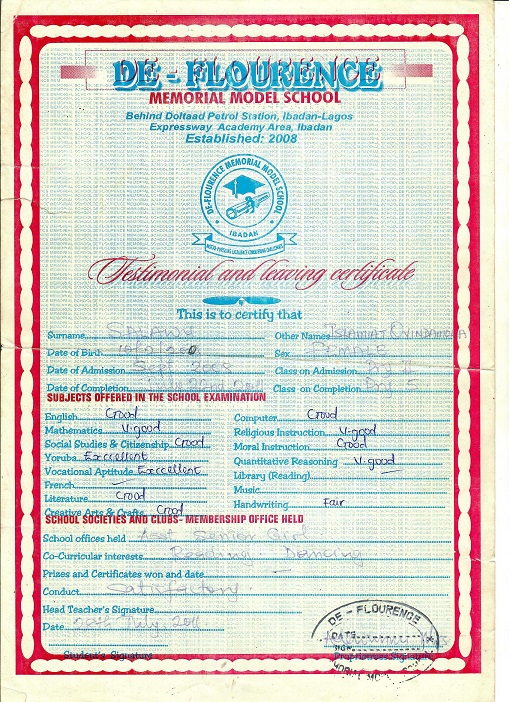 DE - FLOURENCE
MEMORIAL MODEL SCHOOL
Behind Doltaad Petrol Station, Ibadan-Lagos
Expressway Academy Area, Ibadan
Established: 2008
DE-FLOURENCE MEMORIAL MODEL SCHOOL
IBADAN
Testimonial and leaving certificate
This is to certify that
Surname SALAWU Other Names ISLAMIAT
Date of Birth Sex FEMALE
Date of Admission Sept. 2008 Class on Admission
Date of Completion Class on Completion 5
SUBJECTS OFFERED IN THE SCHOOL EXAMINATION
English Good Computer Good
Mathematics V.good Religious Instruction V.good
Social Studies & Citizenship Good Moral Instruction Good
Yoruba Exccellent Quantitative Reasoning V.good
Vocational Aptitude Exccellent Library (Reading) —
French — Music
Literature Good Handwriting Fair
Creative Arts & Crafts Good
SCHOOL SOCIETIES AND CLUBS- MEMBERSHIP OFFICE HELD
School offices held Asst Senior Girl
Co-Curricular interests Reading Dancing
Prizes and Certificates won and date —
Conduct Satisfactory.
Head Teacher's Signature
Date July 2011
DE - FLOURENCE
DATE
Student's Signature